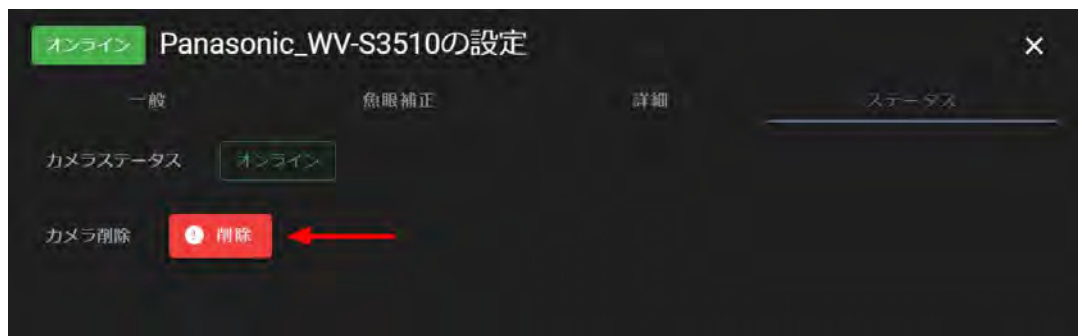 オンライン Panasonic_WV-S3510の設定 ×
一般 魚眼補正 詳細 ステータス
カメラステータス オンライン
カメラ削除 削除